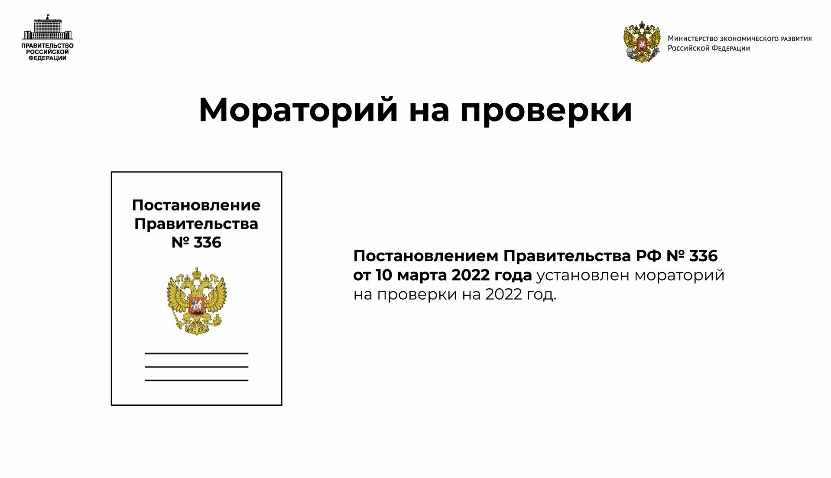 ПРАВИТЕЛЬСТВО
РОССИЙСКОЙ
ФЕДЕРАЦИИ
Министерство экономического развития
Российской Федерации
Мораторий на проверки
Постановление
Правительства
№ 336
Постановлением Правительства РФ № 336
от 10 марта 2022 года установлен мораторий
на проверки на 2022 год.